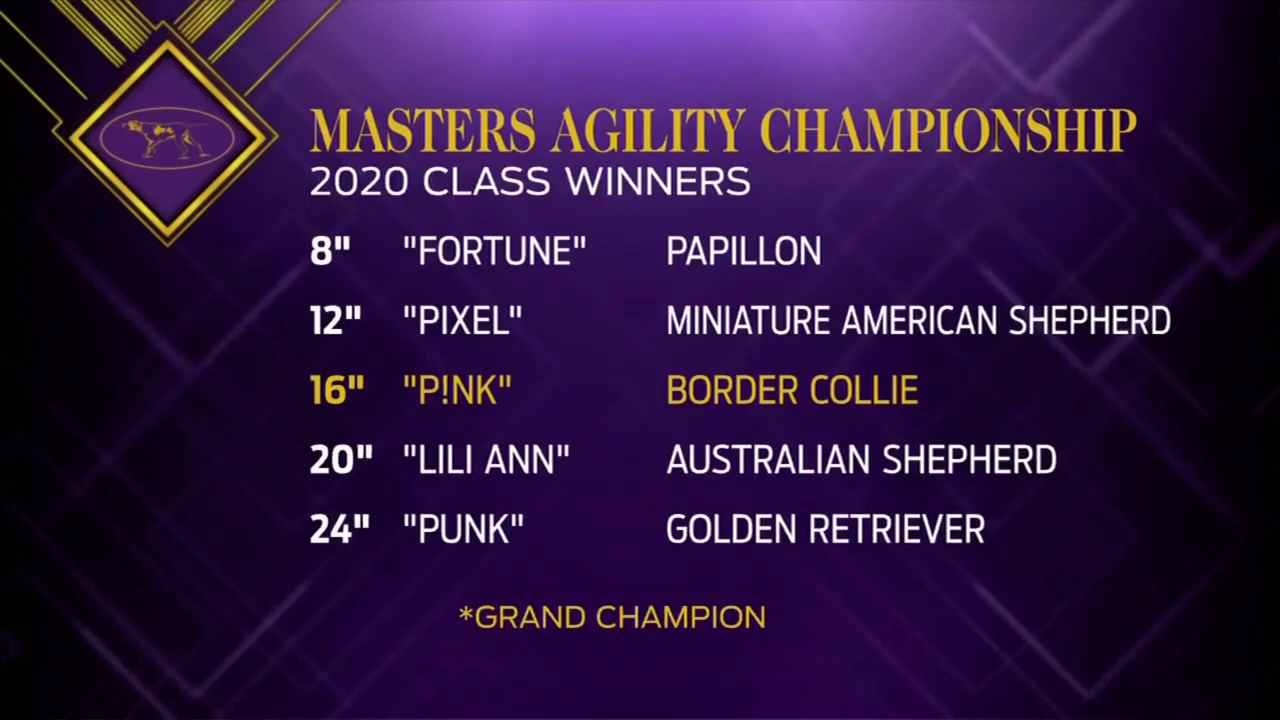 MASTERS AGILITY CHAMPIONSHIP
2020 CLASS WINNERS
8" "FORTUNE" PAPILLON
12" "PIXEL" MINIATURE AMERICAN SHEPHERD
16" "P!NK" BORDER COLLIE
20" "LILI ANN" AUSTRALIAN SHEPHERD
24" "PUNK" GOLDEN RETRIEVER
*GRAND CHAMPION